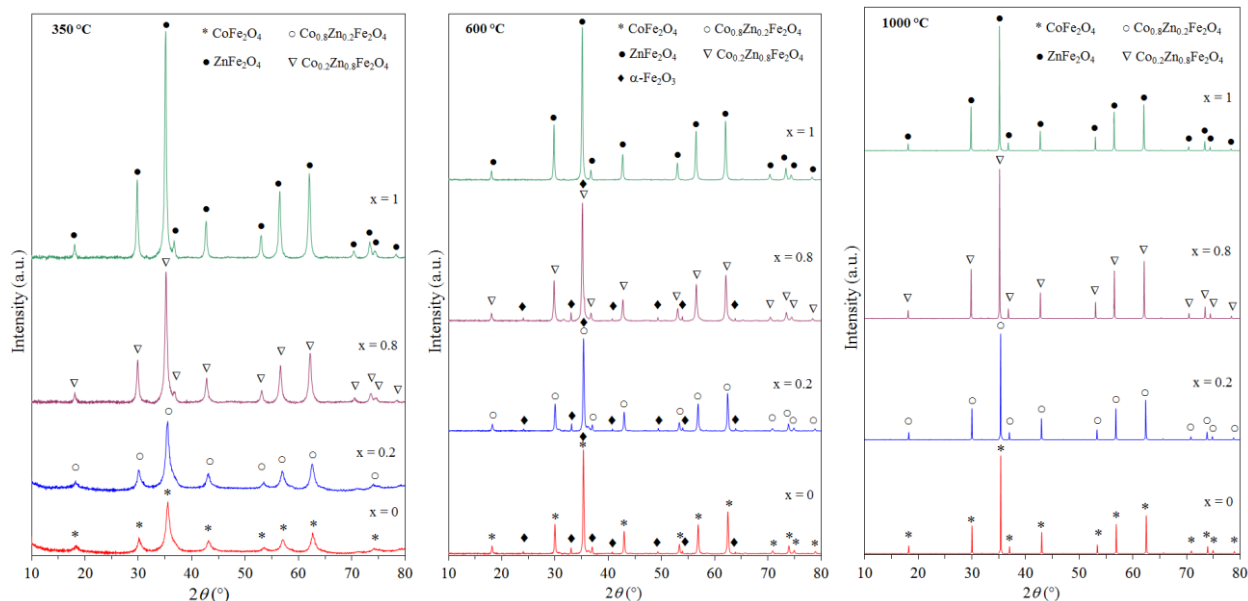 350 °C
* CoFe2O4 ○ Co0.8Zn0.2Fe2O4
● ZnFe2O4 ▽ Co0.2Zn0.8Fe2O4
x = 1
x = 0.8
x = 0.2
x = 0
Intensity (a.u.)
10 20 30 40 50 60 70 80
2θ (°)
600 °C
* CoFe2O4 ○ Co0.8Zn0.2Fe2O4
● ZnFe2O4 ▽ Co0.2Zn0.8Fe2O4
♦ α-Fe2O3
x = 1
x = 0.8
x = 0.2
x = 0
Intensity (a.u.)
10 20 30 40 50 60 70 80
2θ (°)
1000 °C
* CoFe2O4 ○ Co0.8Zn0.2Fe2O4
● ZnFe2O4 ▽ Co0.2Zn0.8Fe2O4
x = 1
x = 0.8
x = 0.2
x = 0
Intensity (a.u.)
10 20 30 40 50 60 70 80
2θ (°)